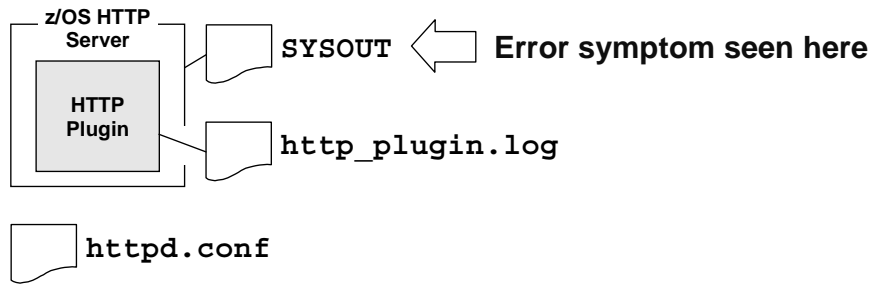 z/OS HTTP
Server
HTTP
Plugin
SYSOUT
Error symptom seen here
http_plugin.log
httpd.conf